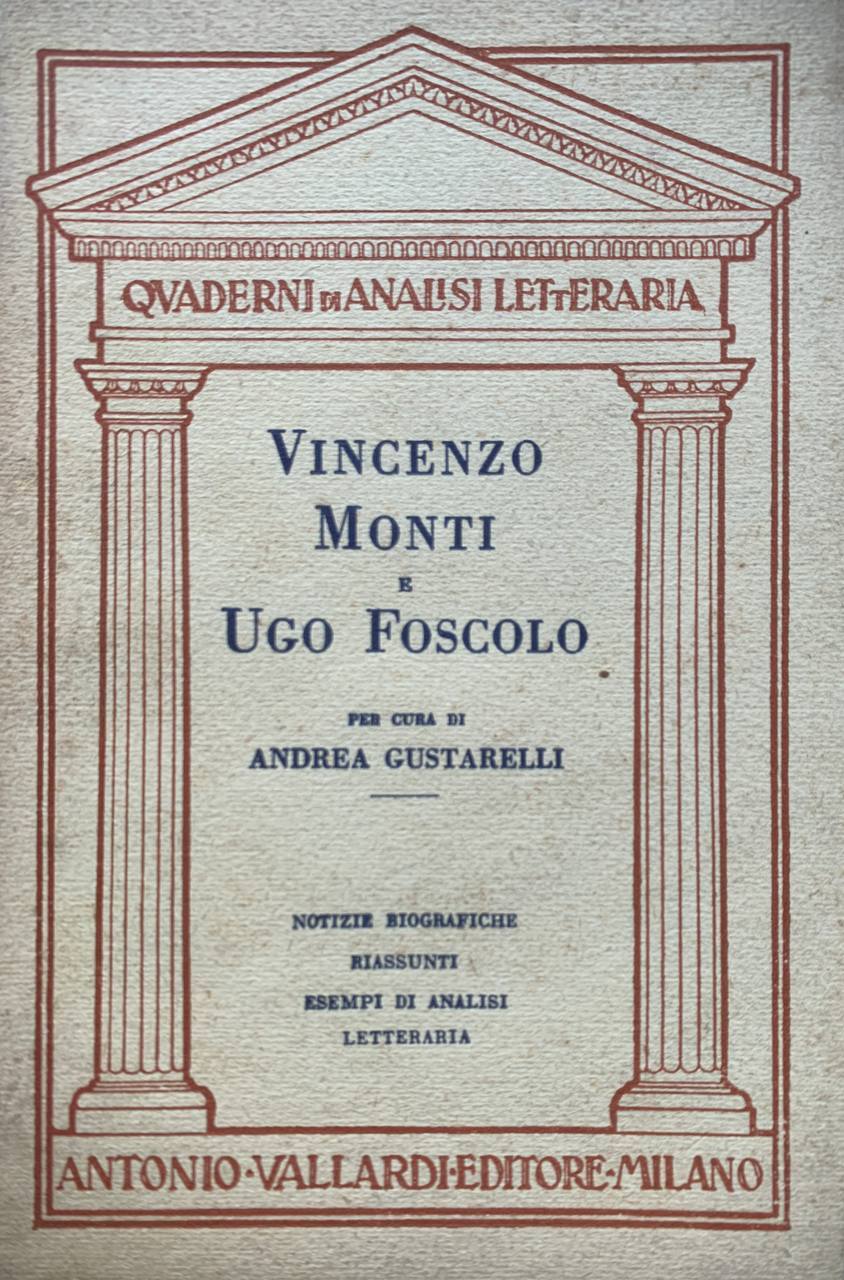 QVADERNI DI ANALISI LETTERARIA
VINCENZO
MONTI
E
UGO FOSCOLO
PER CURA DI
ANDREA GUSTARELLI
NOTIZIE BIOGRAFICHE
RIASSUNTI
ESEMPI DI ANALISI
LETTERARIA
ANTONIO·VALLARDI·EDITORE·MILANO